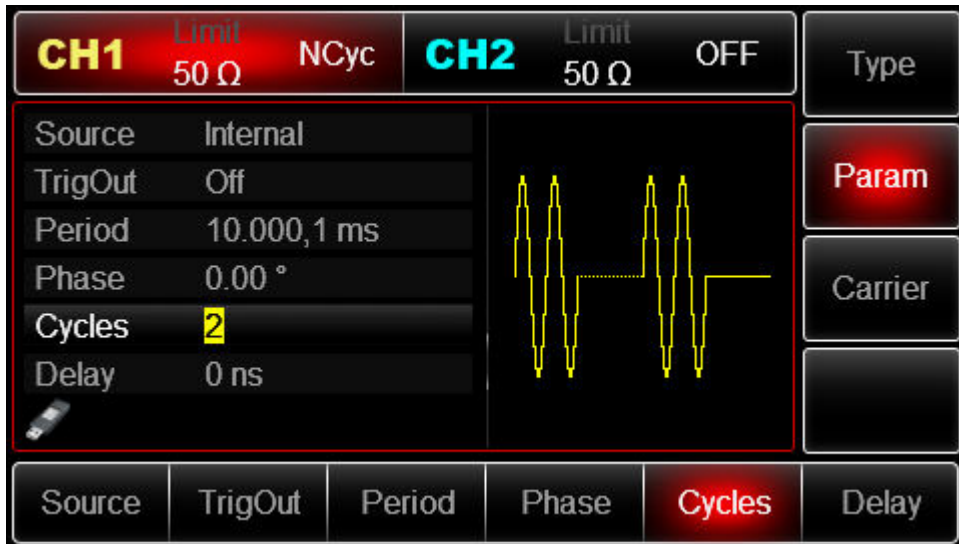 CH1 Limit 50 Ω NCyc CH2 Limit 50 Ω OFF
Type
Source Internal
TrigOut Off
Period 10.000,1 ms
Phase 0.00 °
Cycles 2
Delay 0 ns
Param
Carrier
Source TrigOut Period Phase Cycles Delay